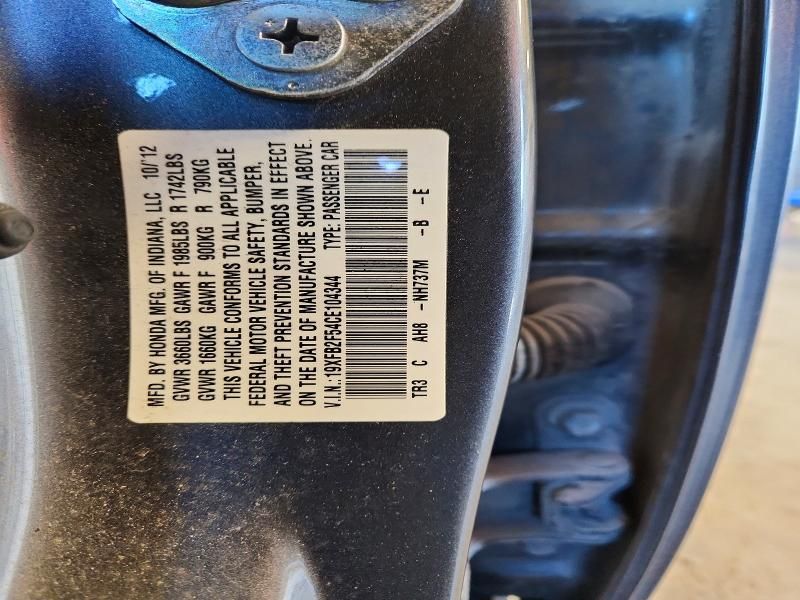 MFD. BY HONDA MFG. OF INDIANA, LLC 10/'12
GVWR 3660LBS GAWR F 1985LBS R 1742LBS
GVWR 1660KG GAWR F 900KG R 790KG
THIS VEHICLE CONFORMS TO ALL APPLICABLE
FEDERAL MOTOR VEHICLE SAFETY, BUMPER,
AND THEFT PREVENTION STANDARDS IN EFFECT
ON THE DATE OF MANUFACTURE SHOWN ABOVE.
V.I.N.: 19XFB2F54CE104344 TYPE: PASSENGER CAR
TR3 C AH8 -NH737M -B -E